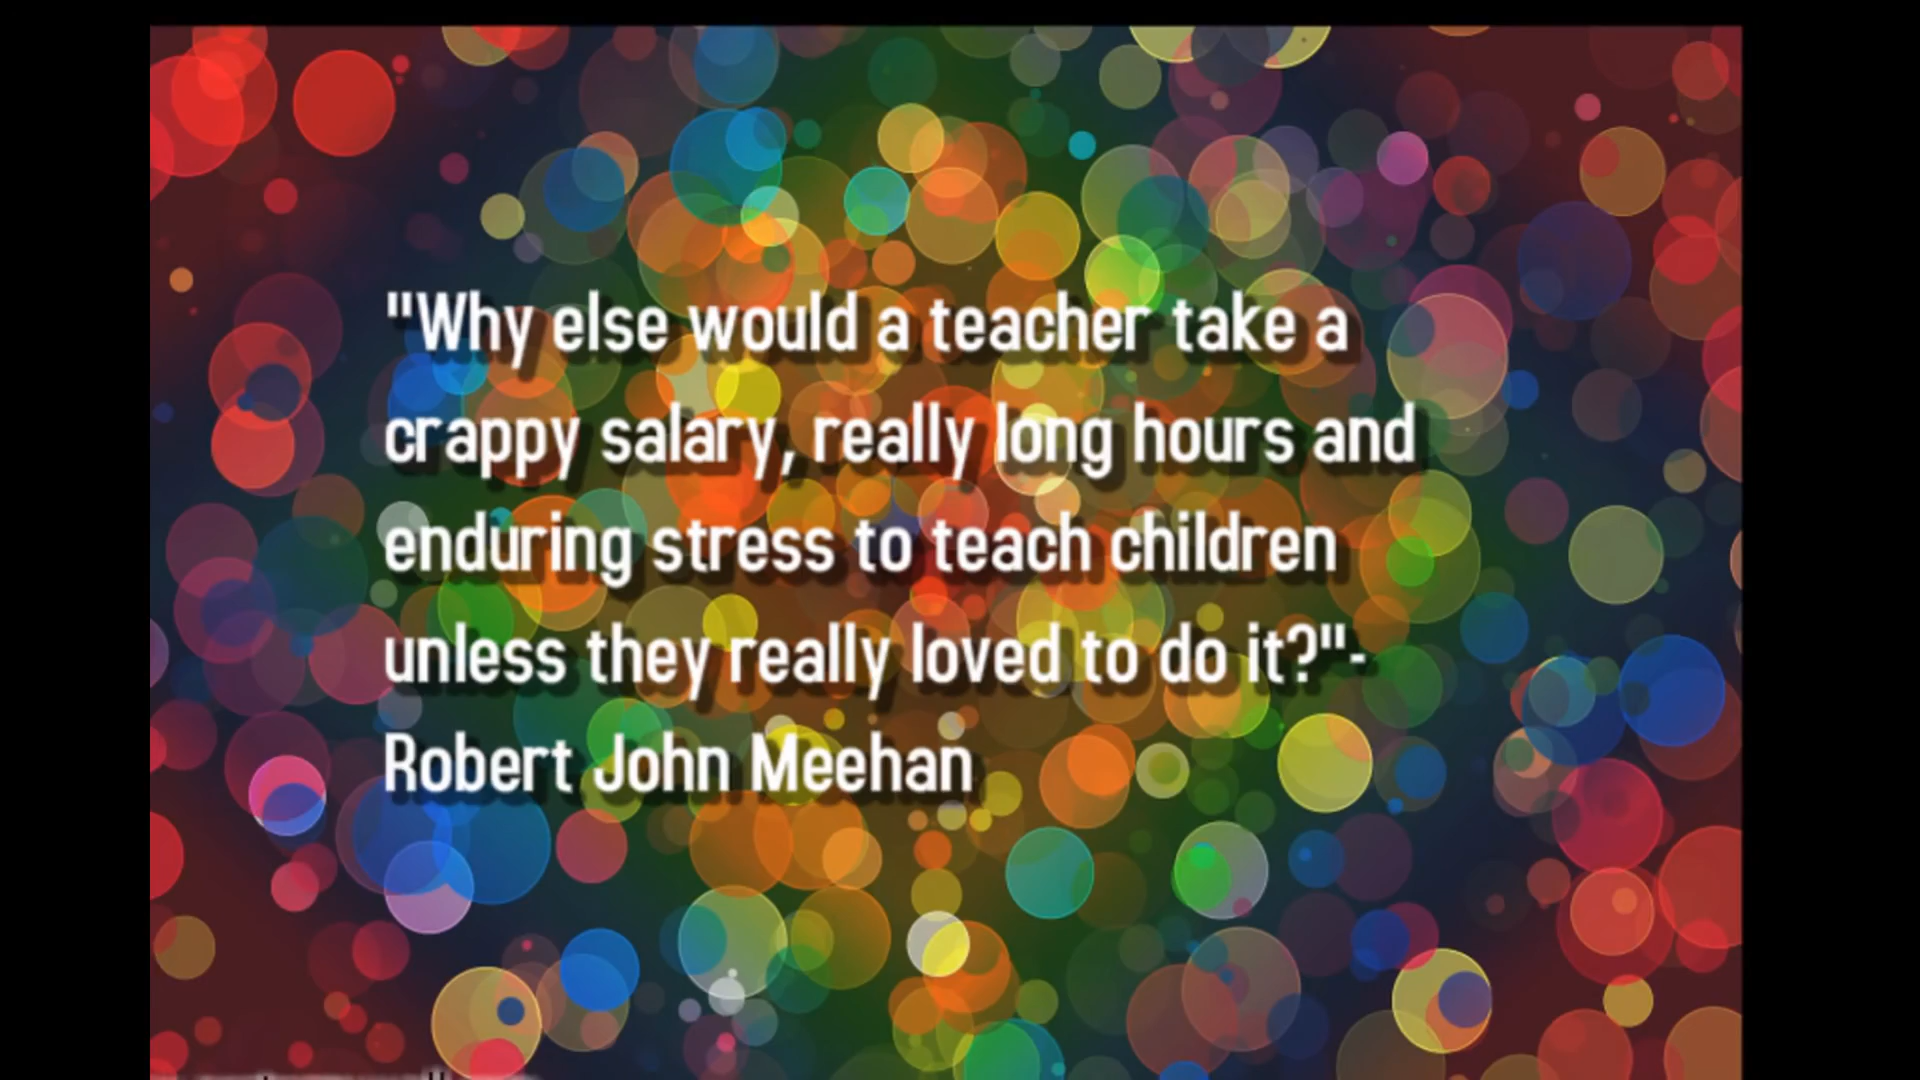 "Why else would a teacher take a
crappy salary, really long hours and
enduring stress to teach children
unless they really loved to do it?"-
Robert John Meehan